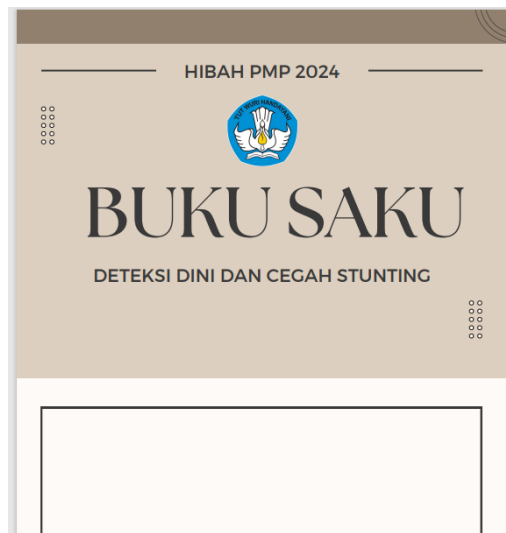 HIBAH PMP 2024
TUT WURI HANDAYANI
BUKU SAKU
DETEKSI DINI DAN CEGAH STUNTING